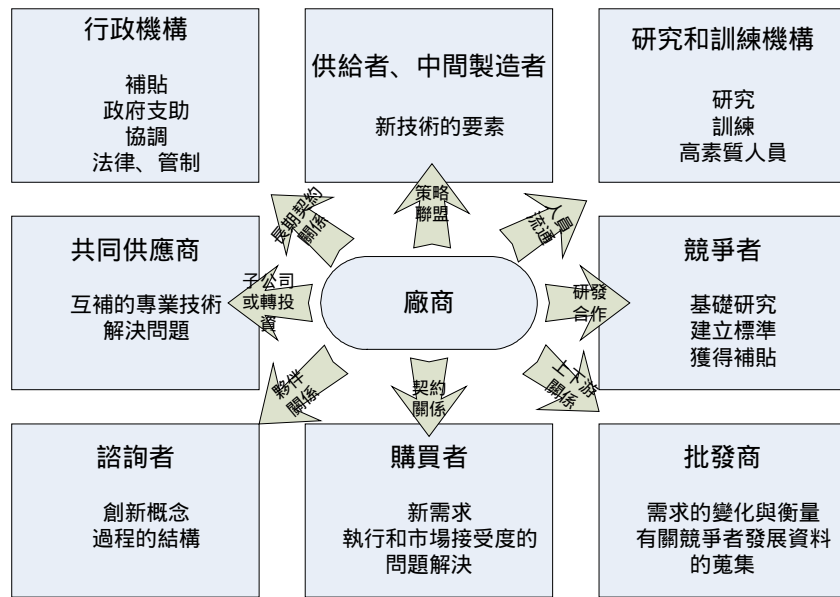 行政機構
補貼
政府支助
協調
法律、管制
供給者、中間製造者
新技術的要素
研究和訓練機構
研究
訓練
高素質人員
長期契約
關係
策略
聯盟
人員
流通
共同供應商
互補的專業技術
解決問題
子公司
或轉投
資
廠商
研發
合作
競爭者
基礎研究
建立標準
獲得補貼
夥伴
關係
契約
關係
上下游
關係
諮詢者
創新概念
過程的結構
購買者
新需求
執行和市場接受度的
問題解決
批發商
需求的變化與衡量
有關競爭者發展資料
的蒐集